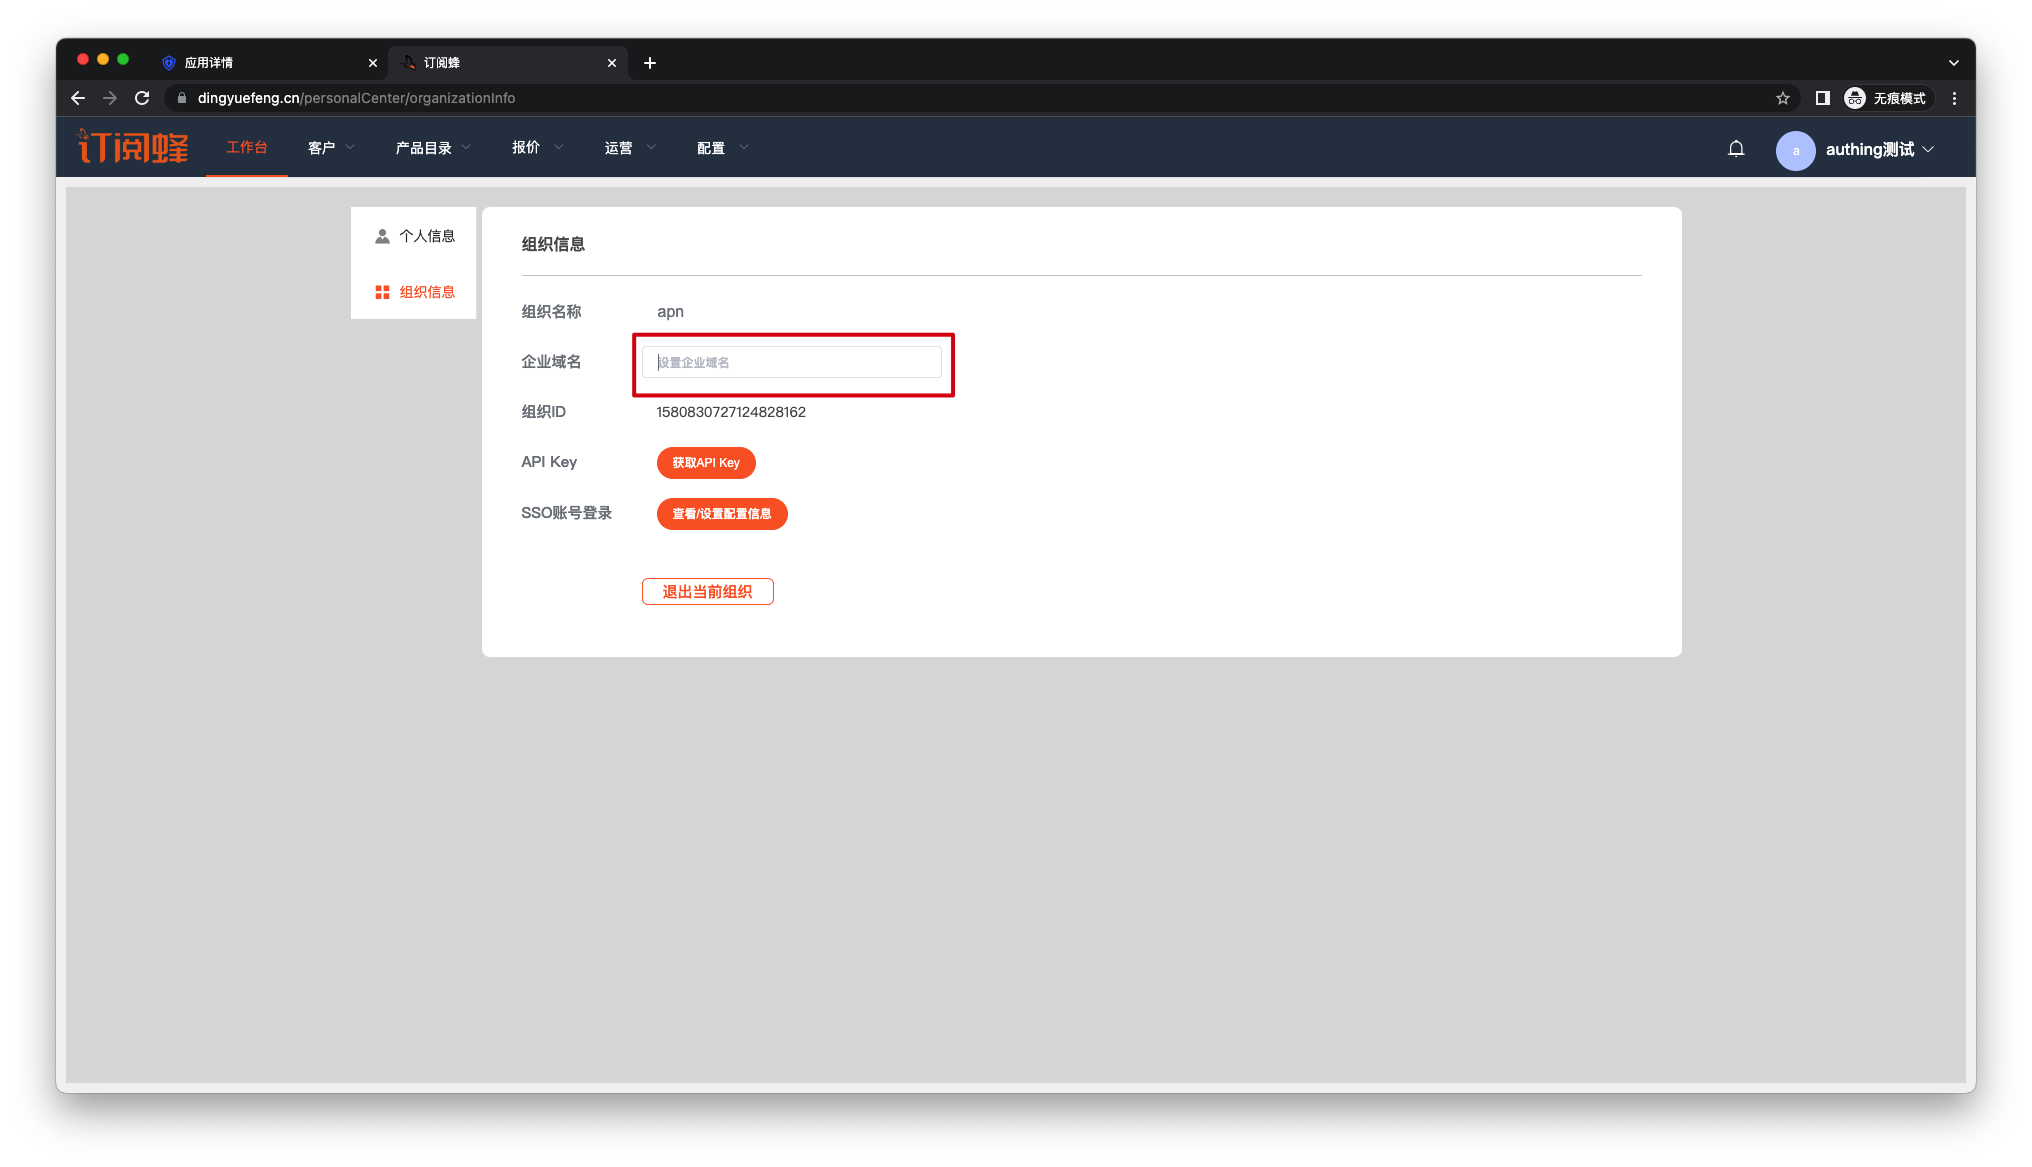 应用详情
订阅蜂
dingyuefeng.cn/personalCenter/organizationInfo
无痕模式
订阅蜂
工作台
客户
产品目录
报价
运营
配置
a
authing测试
个人信息
组织信息
组织信息
组织名称
apn
企业域名
设置企业域名
组织ID
1580830727124828162
API Key
获取API Key
SSO账号登录
查看/设置配置信息
退出当前组织